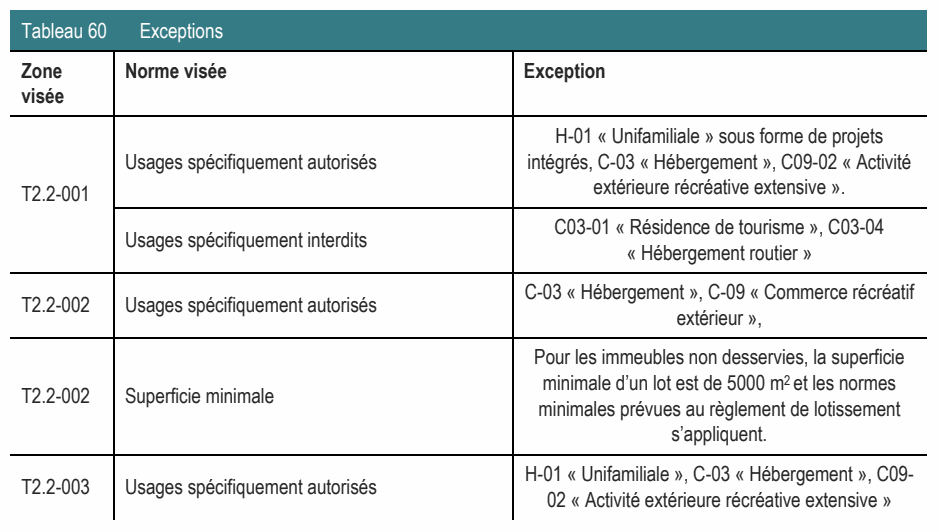 Tableau 60 Exceptions
Zone visée
Norme visée
Exception
T2.2-001
Usages spécifiquement autorisés
H-01 « Unifamiliale » sous forme de projets
intégrés, C-03 « Hébergement », C09-02 « Activité
extérieure récréative extensive ».
Usages spécifiquement interdits
C03-01 « Résidence de tourisme », C03-04
« Hébergement routier »
T2.2-002
Usages spécifiquement autorisés
C-03 « Hébergement », C-09 « Commerce récréatif
extérieur »,
T2.2-002
Superficie minimale
Pour les immeubles non desservies, la superficie
minimale d'un lot est de 5000 m² et les normes
minimales prévues au règlement de lotissement
s'appliquent.
T2.2-003
Usages spécifiquement autorisés
H-01 « Unifamiliale », C-03 « Hébergement », C09-
02 « Activité extérieure récréative extensive »